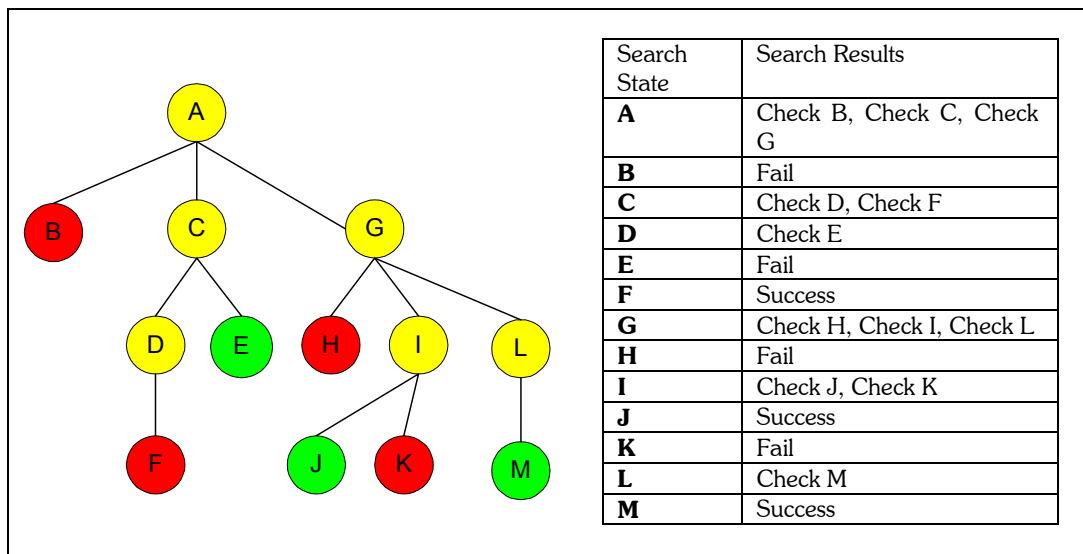 A
B
C
G
D
E
H
I
L
F
J
K
M
Search State
Search Results
A
Check B, Check C, Check G
B
Fail
C
Check D, Check F
D
Check E
E
Fail
F
Success
G
Check H, Check I, Check L
H
Fail
I
Check J, Check K
J
Success
K
Fail
L
Check M
M
Success